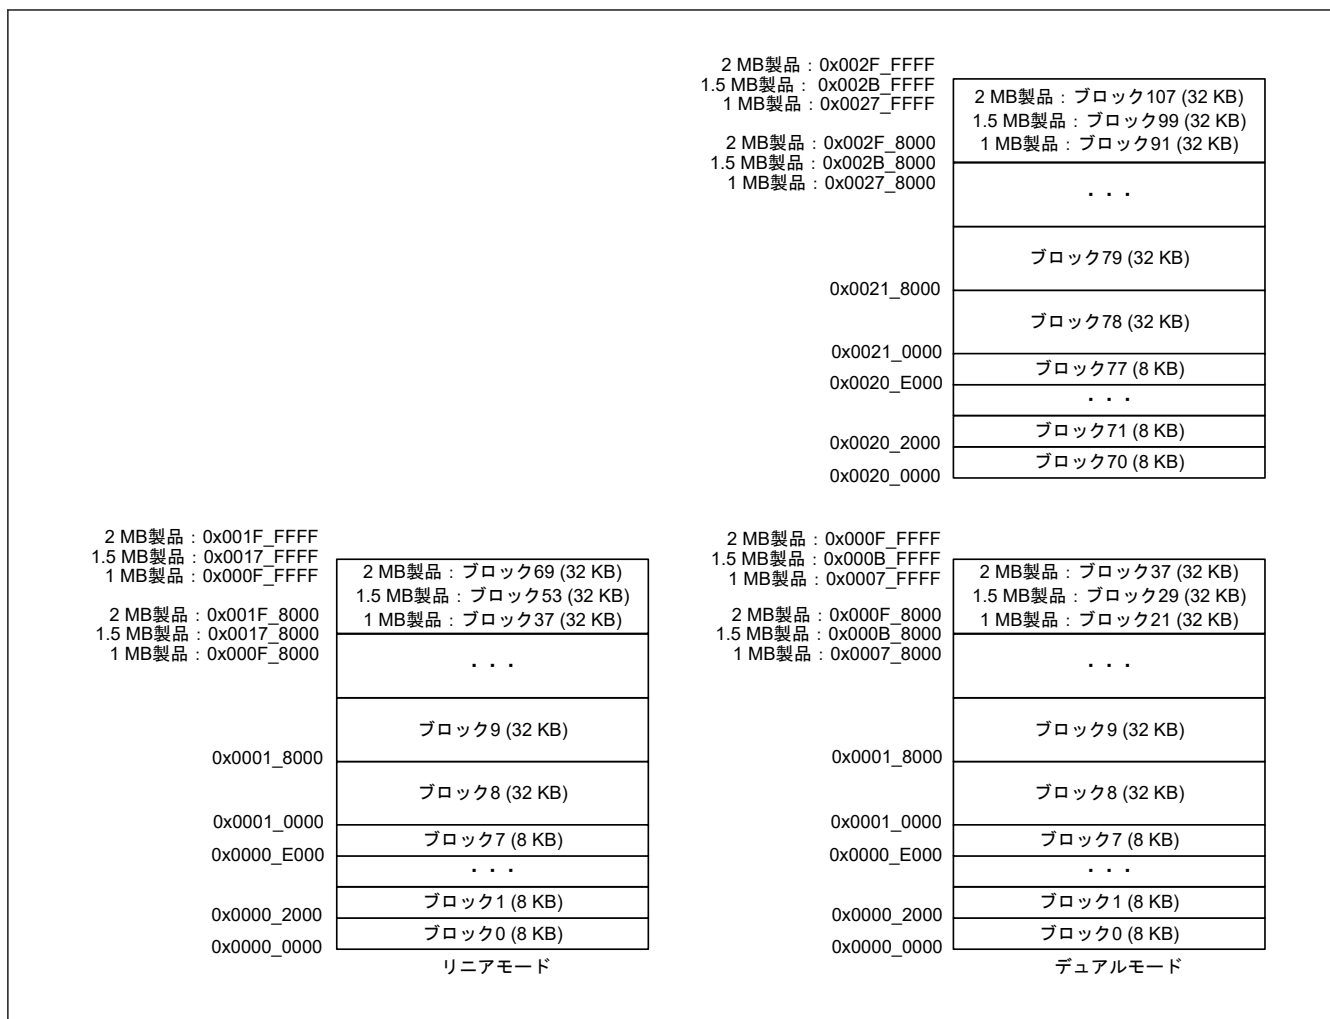 2 MB製品：0x002F_FFFF
1.5 MB製品： 0x002B_FFFF
1 MB製品：0x0027_FFFF
2 MB製品：ブロック107 (32 KB)
1.5 MB製品：ブロック99 (32 KB)
1 MB製品：ブロック91 (32 KB)
2 MB製品：0x002F_8000
1.5 MB製品：0x002B_8000
1 MB製品：0x0027_8000
・・・
ブロック79 (32 KB)
0x0021_8000
ブロック78 (32 KB)
0x0021_0000
ブロック77 (8 KB)
0x0020_E000
・・・
ブロック71 (8 KB)
0x0020_2000
ブロック70 (8 KB)
0x0020_0000
2 MB製品：0x001F_FFFF
1.5 MB製品：0x0017_FFFF
1 MB製品：0x000F_FFFF
2 MB製品：ブロック69 (32 KB)
1.5 MB製品：ブロック53 (32 KB)
1 MB製品：ブロック37 (32 KB)
2 MB製品：0x001F_8000
1.5 MB製品：0x0017_8000
1 MB製品：0x000F_8000
・・・
ブロック9 (32 KB)
0x0001_8000
ブロック8 (32 KB)
0x0001_0000
ブロック7 (8 KB)
0x0000_E000
・・・
ブロック1 (8 KB)
0x0000_2000
ブロック0 (8 KB)
0x0000_0000
リニアモード
2 MB製品：0x000F_FFFF
1.5 MB製品：0x000B_FFFF
1 MB製品：0x0007_FFFF
2 MB製品：ブロック37 (32 KB)
1.5 MB製品：ブロック29 (32 KB)
1 MB製品：ブロック21 (32 KB)
2 MB製品：0x000F_8000
1.5 MB製品：0x000B_8000
1 MB製品：0x0007_8000
・・・
ブロック9 (32 KB)
0x0001_8000
ブロック8 (32 KB)
0x0001_0000
ブロック7 (8 KB)
0x0000_E000
・・・
ブロック1 (8 KB)
0x0000_2000
ブロック0 (8 KB)
0x0000_0000
デュアルモード